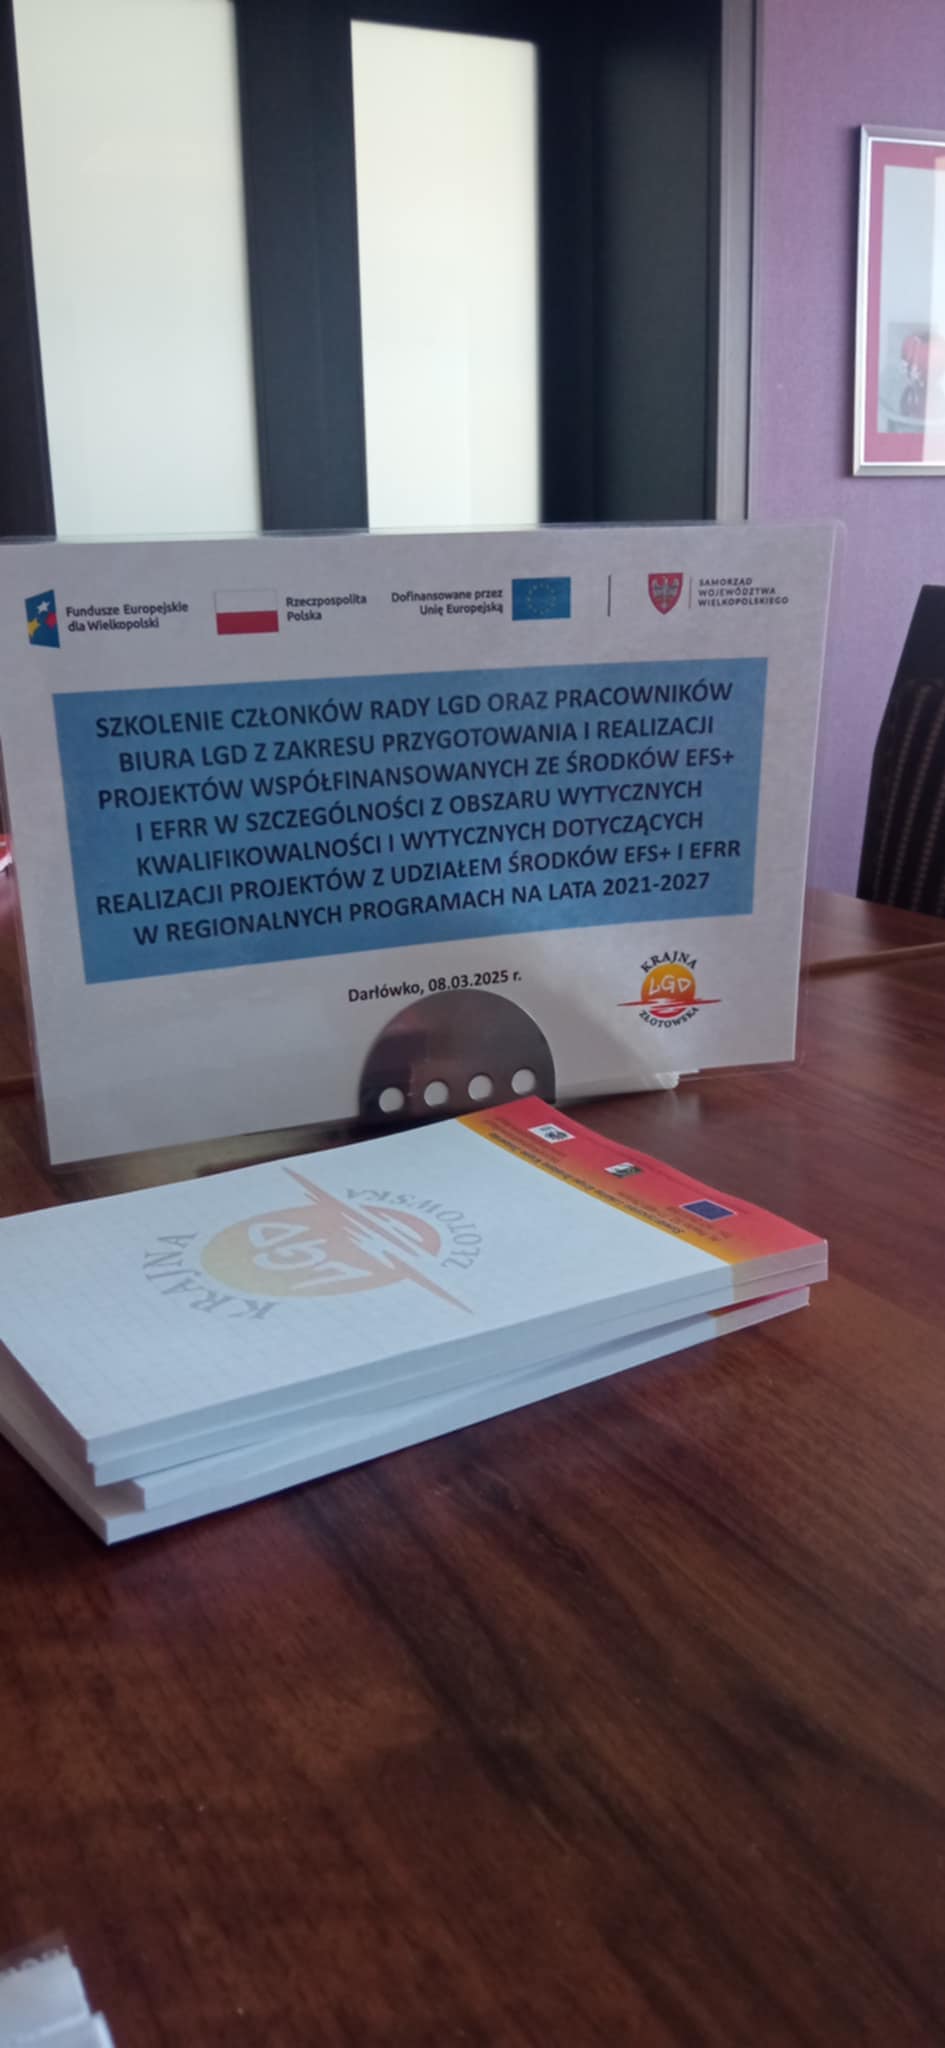 Fundusze Europejskie
dla Wielkopolski
Rzeczpospolita
Polska
Dofinansowane przez
Unię Europejską
SAMORZĄD
WOJEWÓDZTWA
WIELKOPOLSKIEGO
SZKOLENIE CZŁONKÓW RADY LGD ORAZ PRACOWNIKÓW
BIURA LGD Z ZAKRESU PRZYGOTOWANIA I REALIZACJI
PROJEKTÓW WSPÓŁFINANSOWANYCH ZE ŚRODKÓW EFS+
I EFRR W SZCZEGÓLNOŚCI Z OBSZARU WYTYCZNYCH
KWALIFIKOWALNOŚCI I WYTYCZNYCH DOTYCZĄCYCH
REALIZACJI PROJEKTÓW Z UDZIAŁEM ŚRODKÓW EFS+ I EFRR
W REGIONALNYCH PROGRAMACH NA LATA 2021-2027
Darłówko, 08.03.2025 r.
KRAJNA
LGD
ZŁOTOWSKA
KRAJNA
LGD
ZŁOTOWSKA